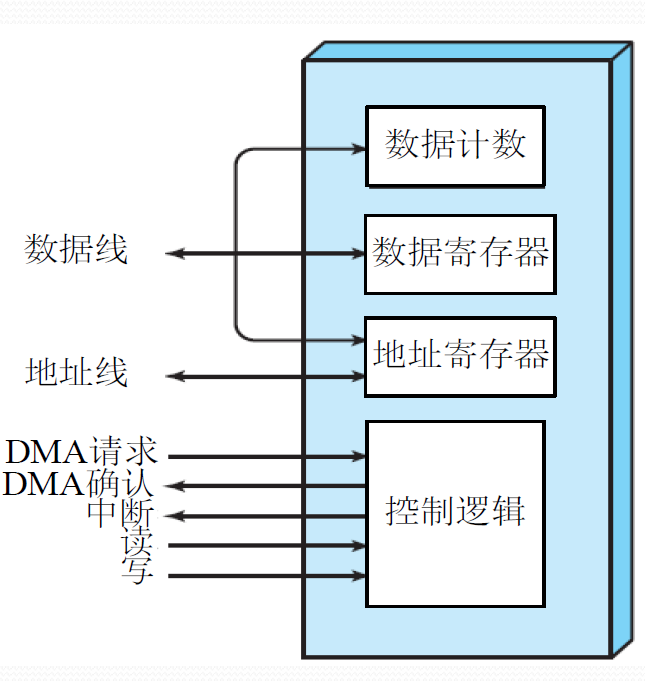 数据计数
数据线
数据寄存器
地址寄存器
地址线
DMA请求
DMA确认
中断
读
写
控制逻辑